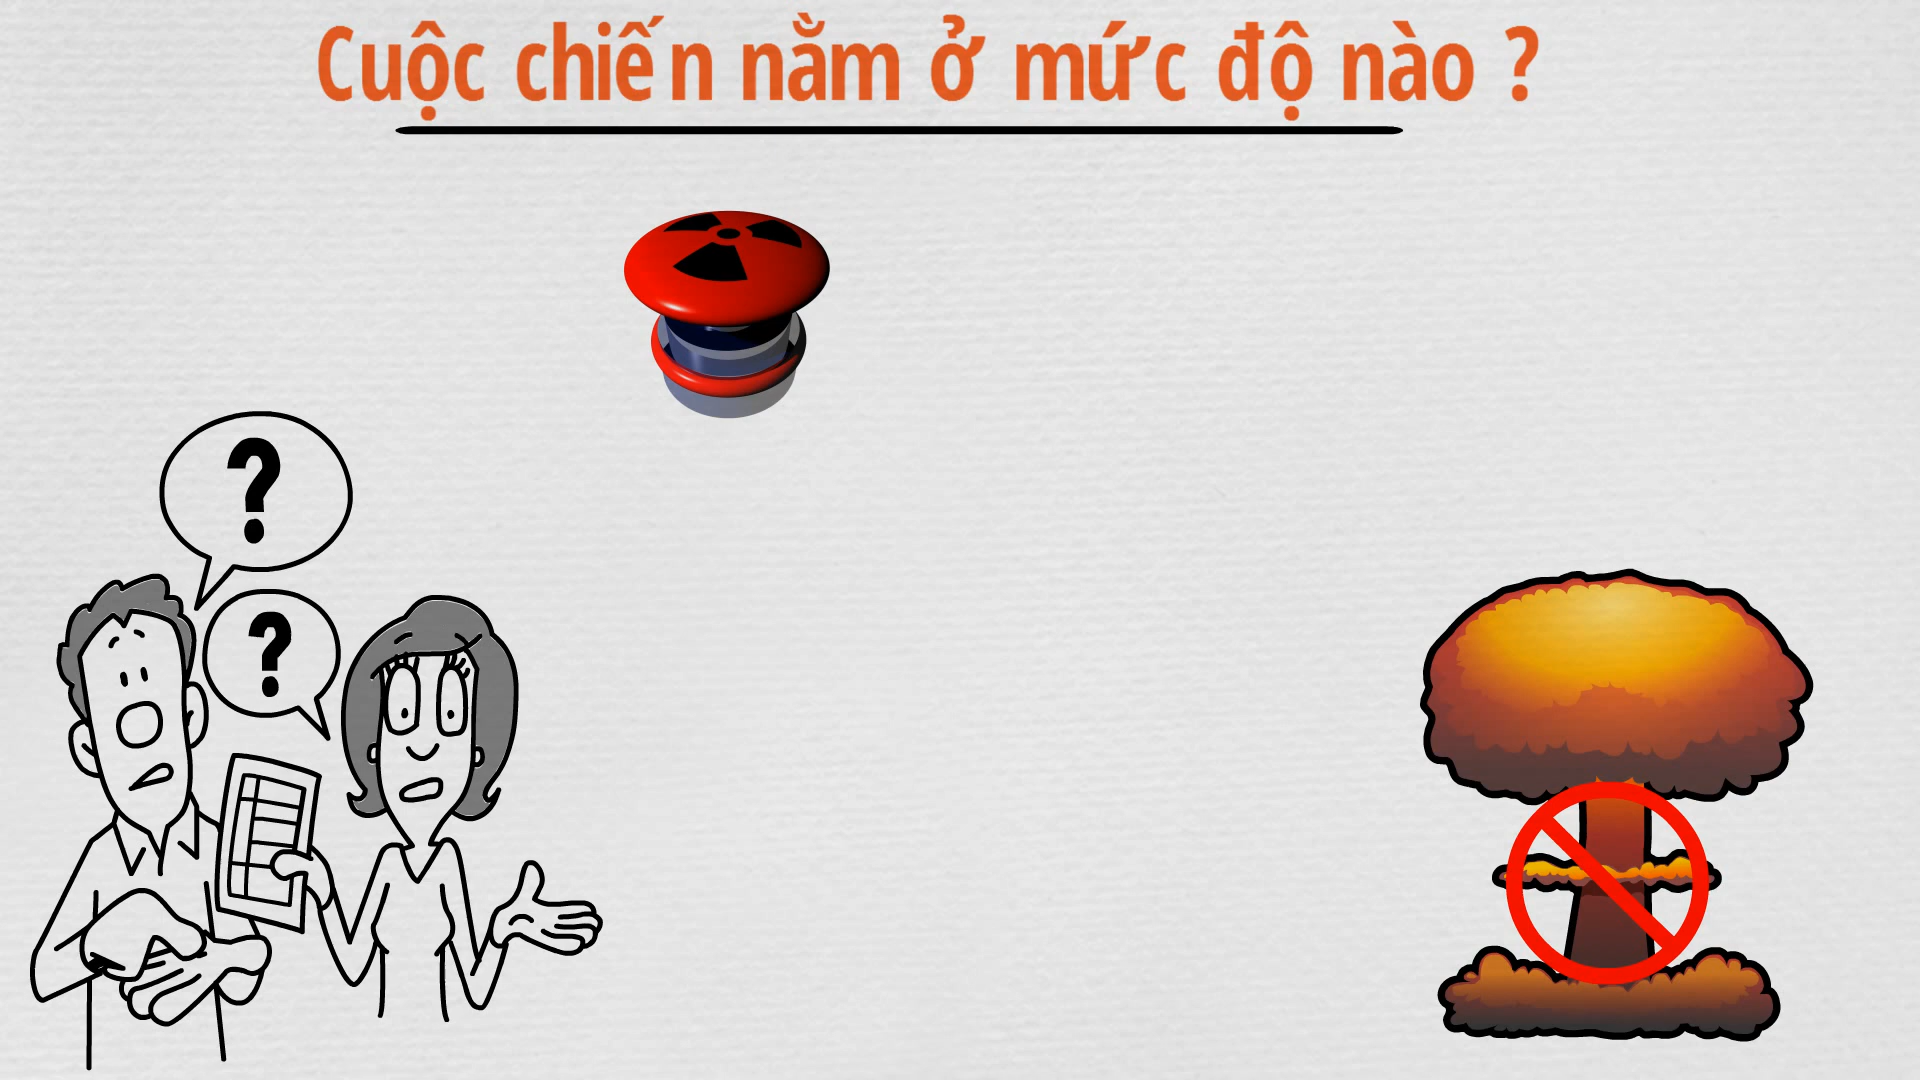 Cuộc chiến nằm ở mức độ nào ?
?
?